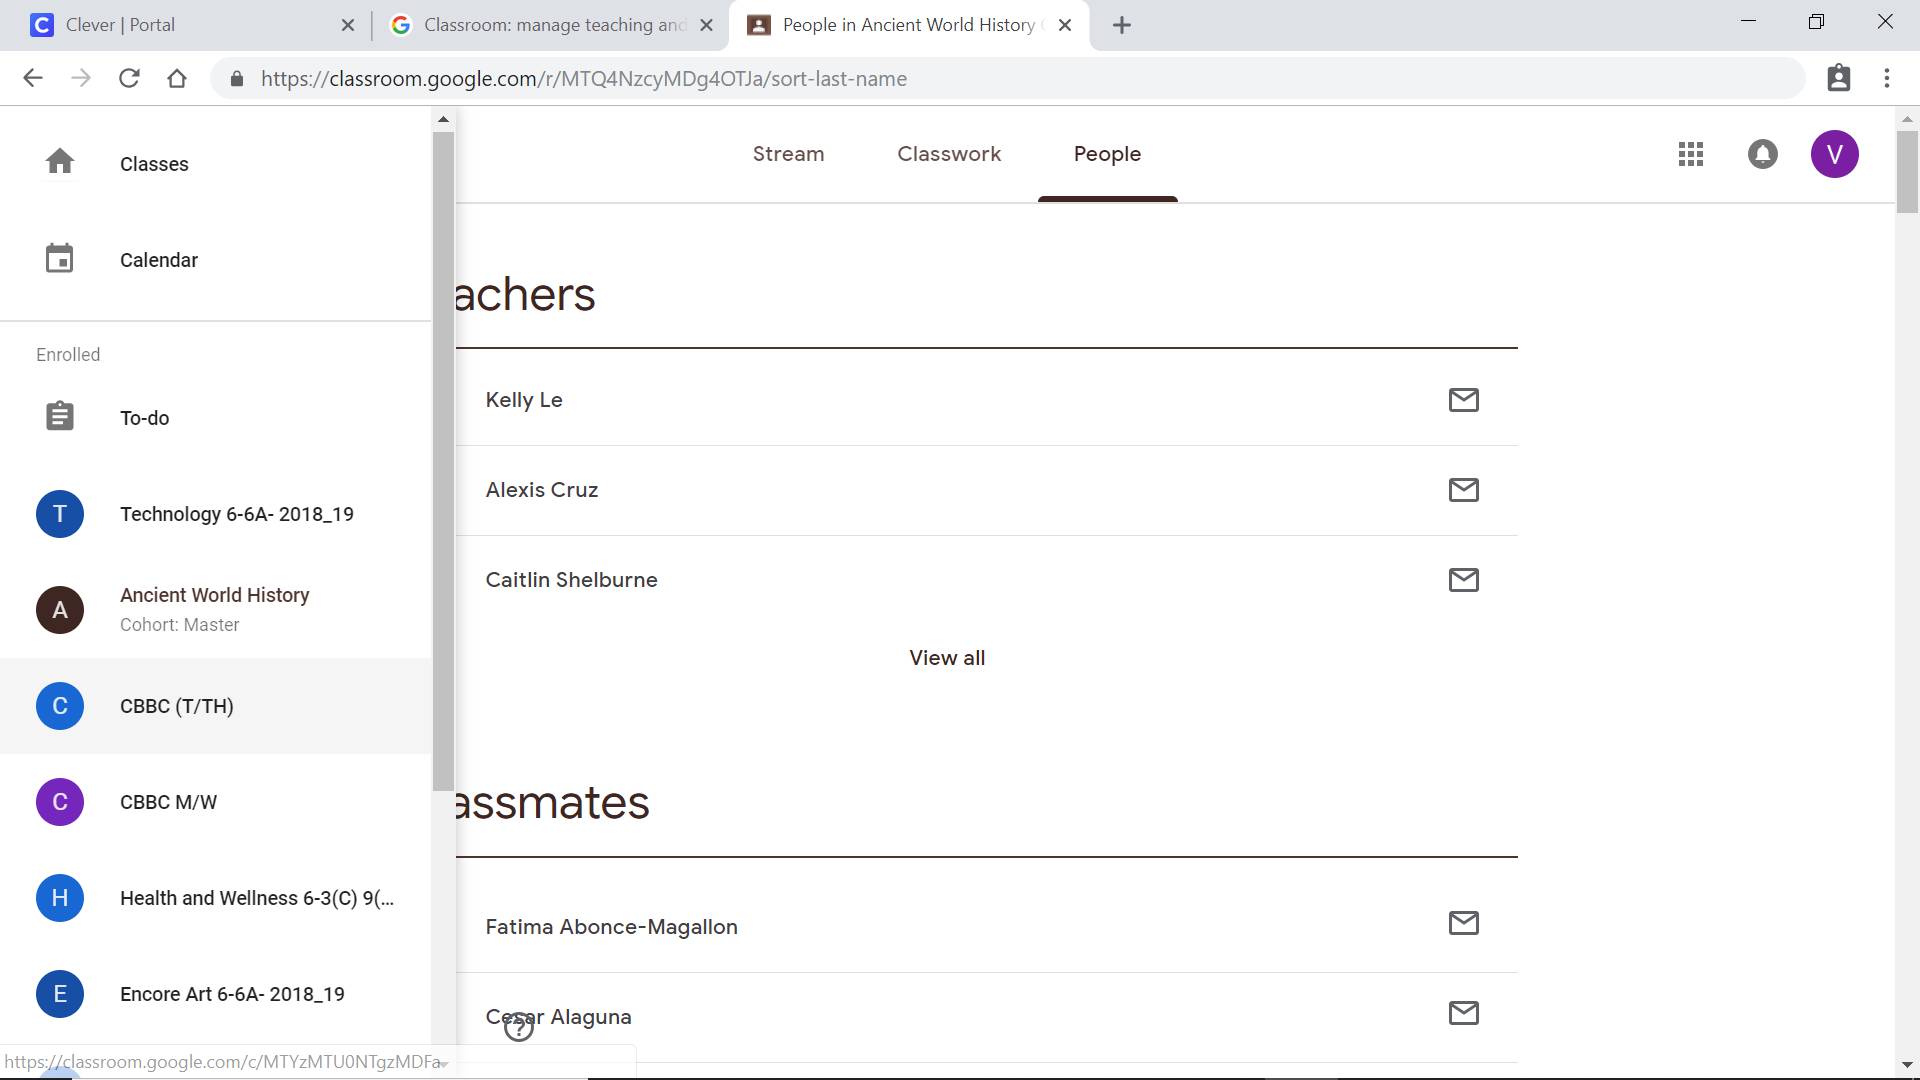 Clever | Portal
Classroom: manage teaching and
People in Ancient World History
https://classroom.google.com/r/MTQ4NzcyMDg4OTJa/sort-last-name
Classes
Calendar
Enrolled
To-do
T
Technology 6-6A- 2018_19
A
Ancient World History
Cohort: Master
C
CBBC (T/TH)
C
CBBC M/W
H
Health and Wellness 6-3(C) 9(...
E
Encore Art 6-6A- 2018_19
https://classroom.google.com/c/MTYzMTU0NTgzMDFa
Stream
Classwork
People
V
achers
Kelly Le
Alexis Cruz
Caitlin Shelburne
View all
assmates
Fatima Abonce-Magallon
Cesar Alaguna